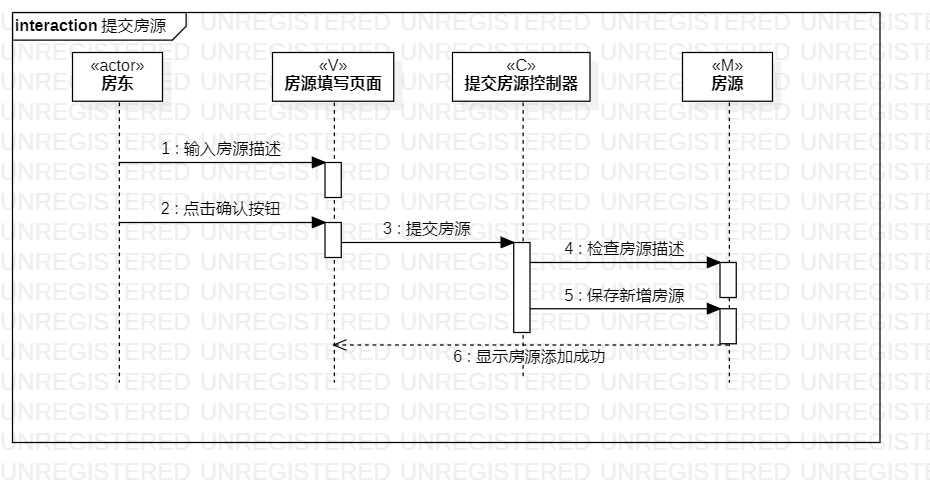 interaction 提交房源
«actor»
房东
«V»
房源填写页面
«C»
提交房源控制器
«M»
房源
1 : 输入房源描述
2 : 点击确认按钮
3 : 提交房源
4 : 检查房源描述
5 : 保存新增房源
6 : 显示房源添加成功
UNREGISTERED UNREGISTERED UNREGISTERED UNREGISTERED